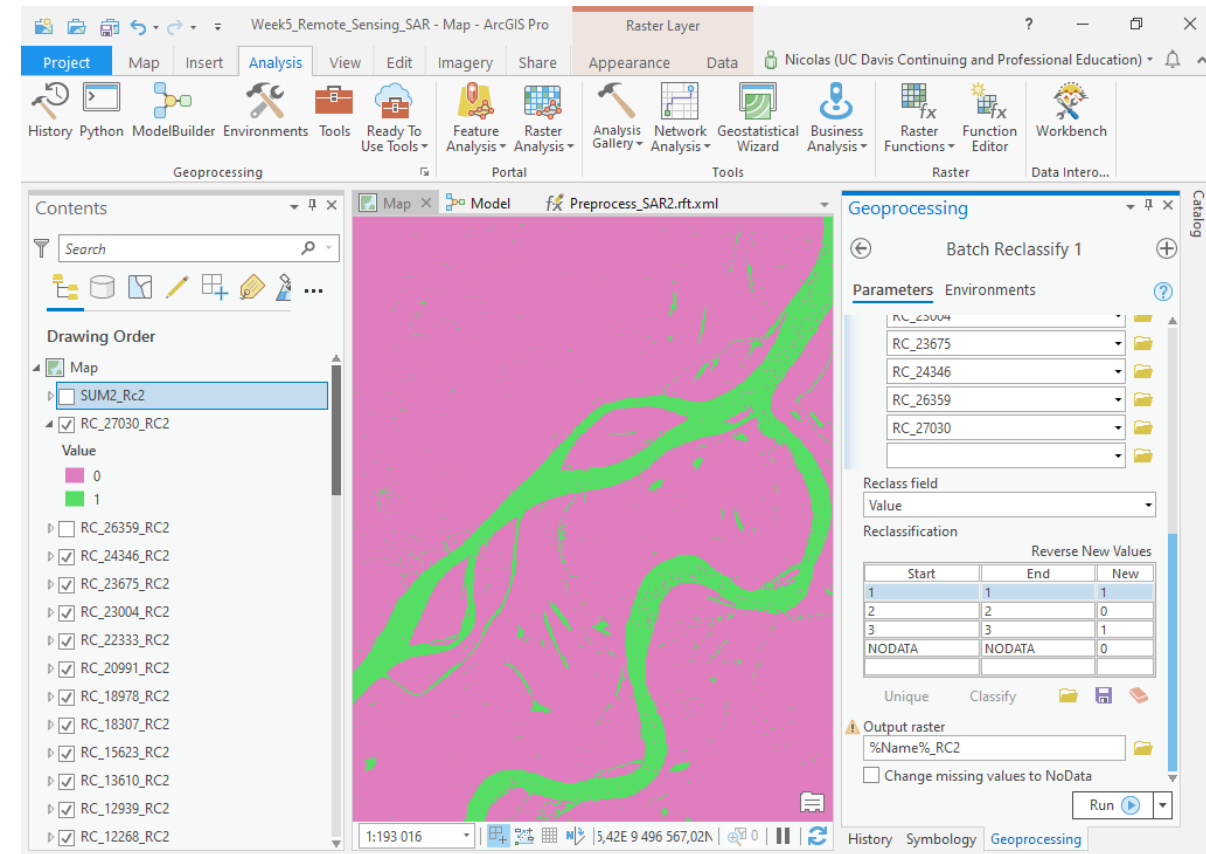 Week5_Remote_Sensing_SAR - Map - ArcGIS Pro
Raster Layer
?
Project Map Insert Analysis View Edit Imagery Share Appearance Data Nicolas (UC Davis Continuing and Professional Education)
History Python ModelBuilder Environments Tools Ready To Use Tools
Feature Analysis Raster Analysis
Analysis Gallery Network Analysis Geostatistical Wizard Business Analysis
Raster Functions Function Editor Workbench
Geoprocessing Portal Tools Raster Data Intero...
Contents
Search
Drawing Order
Map
SUM2_Rc2
RC_27030_RC2
Value
0
1
RC_26359_RC2
RC_24346_RC2
RC_23675_RC2
RC_23004_RC2
RC_22333_RC2
RC_20991_RC2
RC_18978_RC2
RC_18307_RC2
RC_15623_RC2
RC_13610_RC2
RC_12939_RC2
RC_12268_RC2
Map Model Preprocess_SAR2.rft.xml
1:193 016 5,42E 9 496 567,02N 0
Geoprocessing
Catalog
Batch Reclassify 1
Parameters Environments
?
RC_23004
RC_23675
RC_24346
RC_26359
RC_27030
Reclass field
Value
Reclassification
Reverse New Values
Start End New
1 1 1
2 2 0
3 3 1
NODATA NODATA 0
Unique Classify
Output raster
%Name%_RC2
Change missing values to NoData
Run
History Symbology Geoprocessing